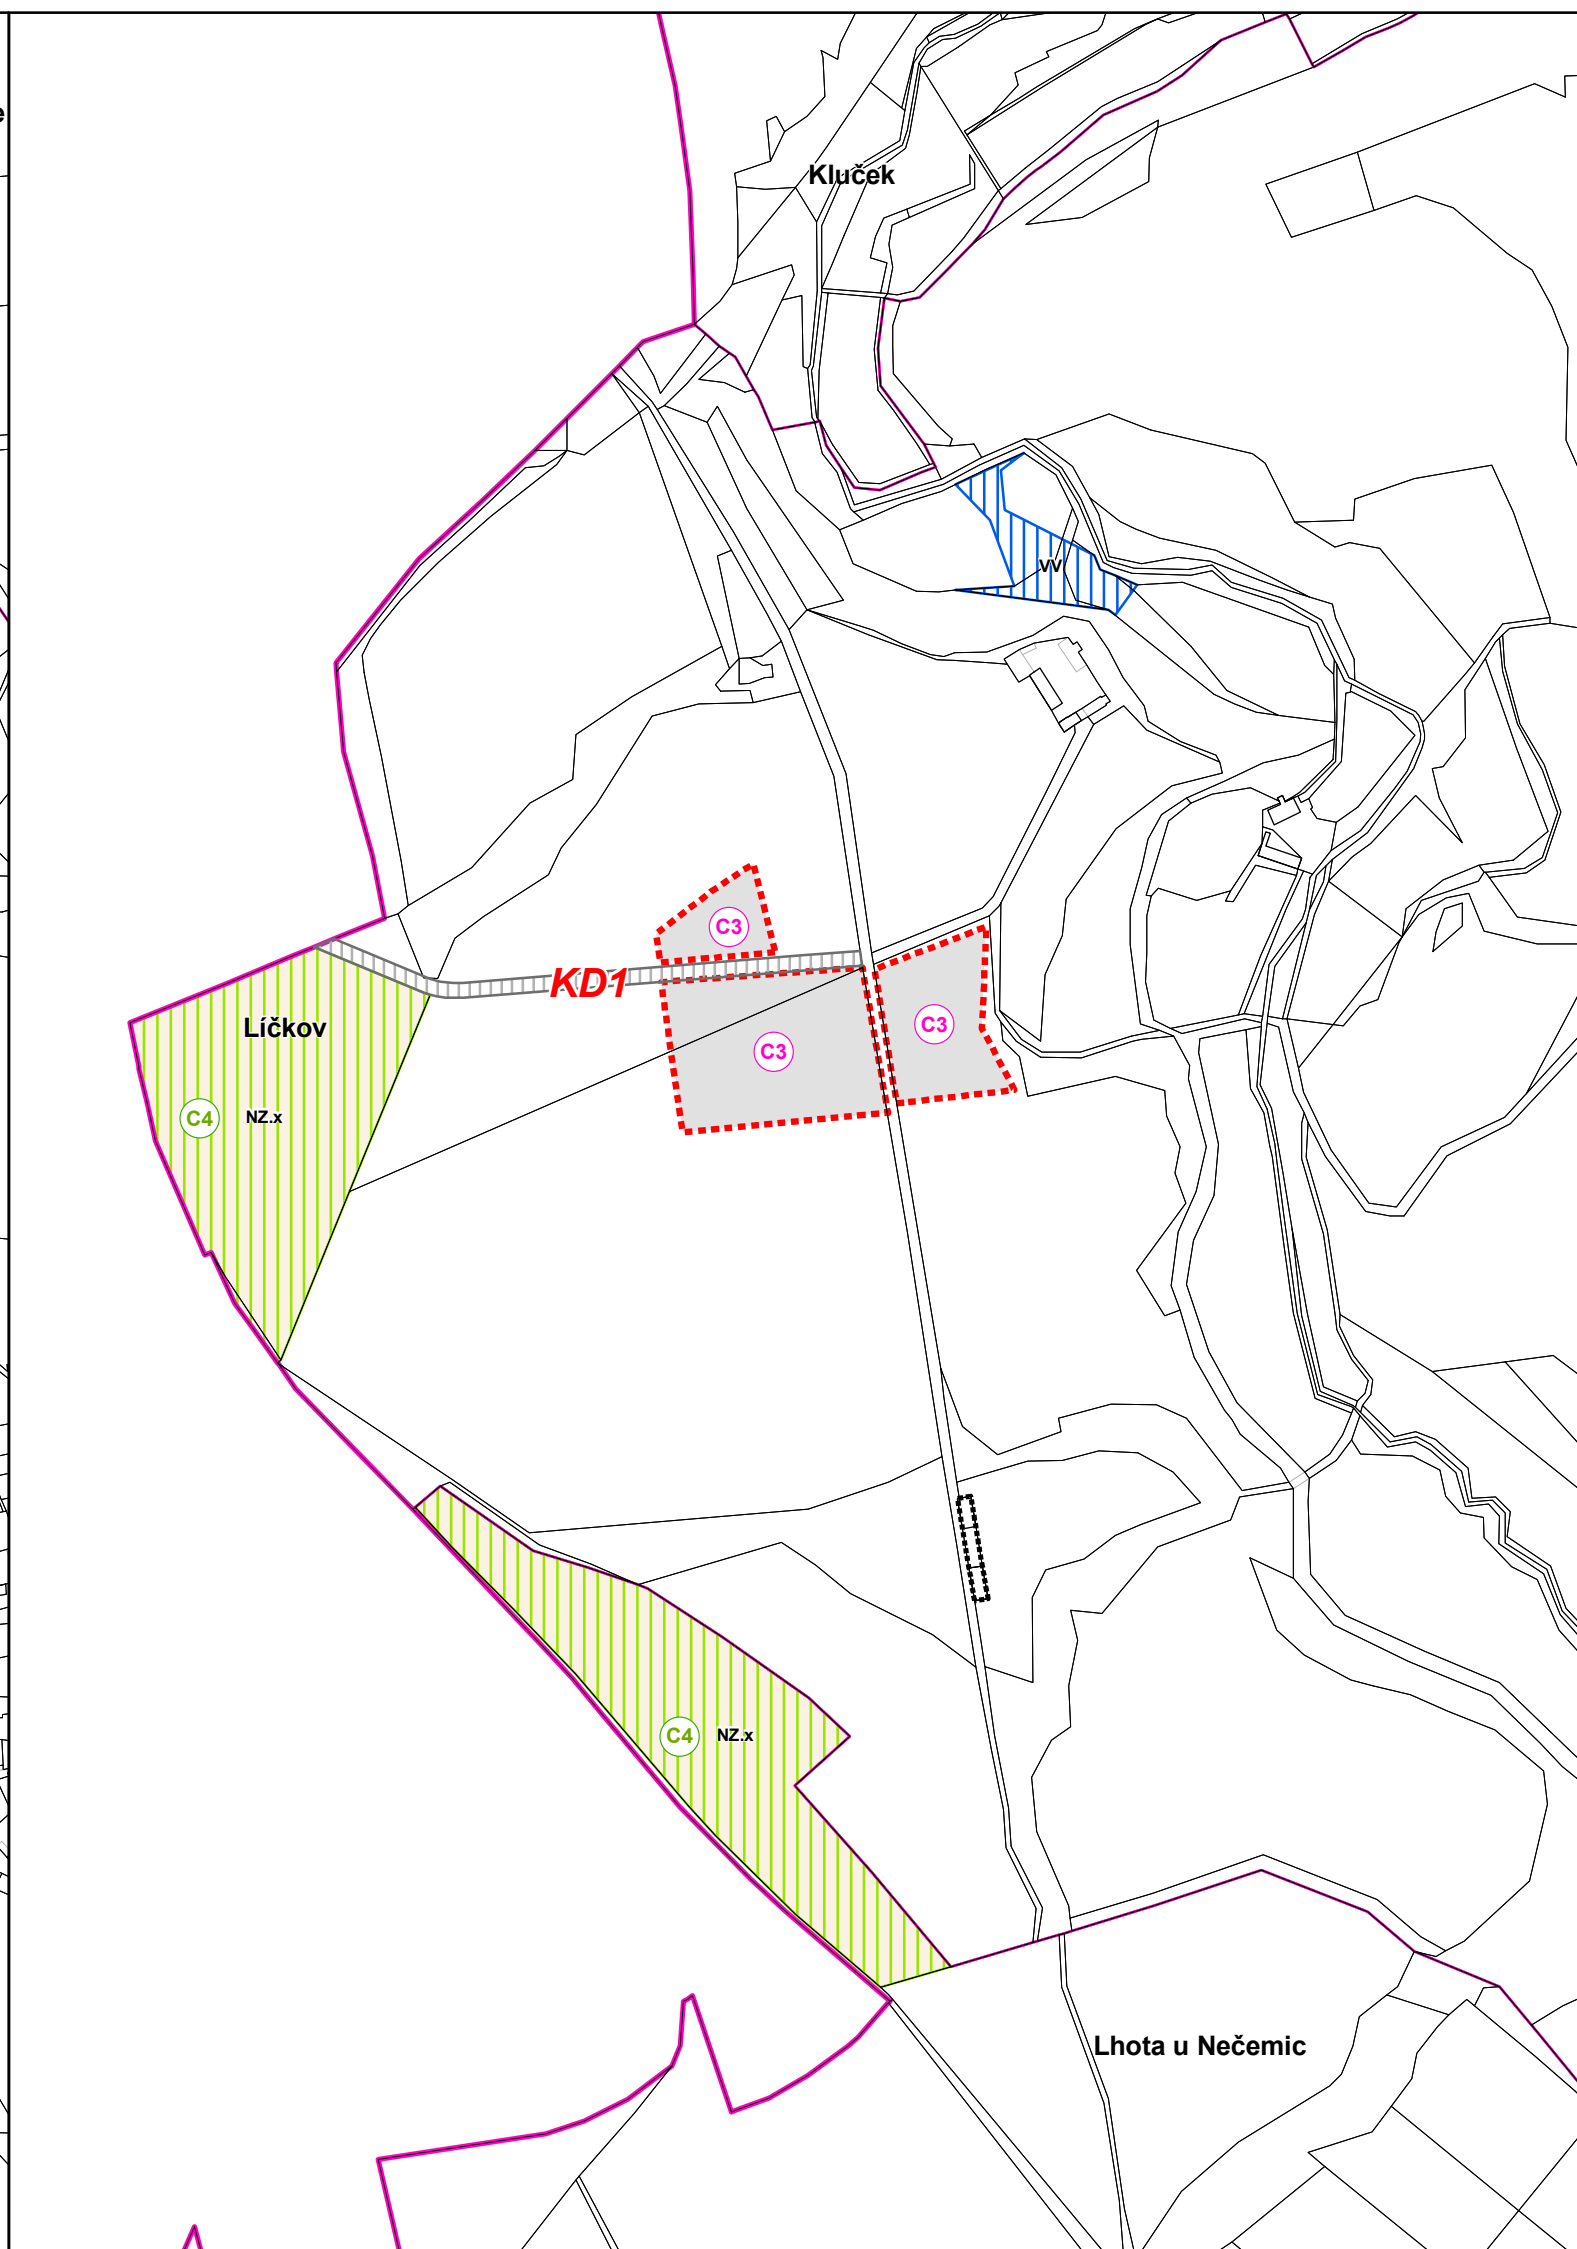 e
Kluček
VV
C3
KD1
C3
Líčkov
C3
C4 NZ.x
C4 NZ.x
Lhota u Nečemic